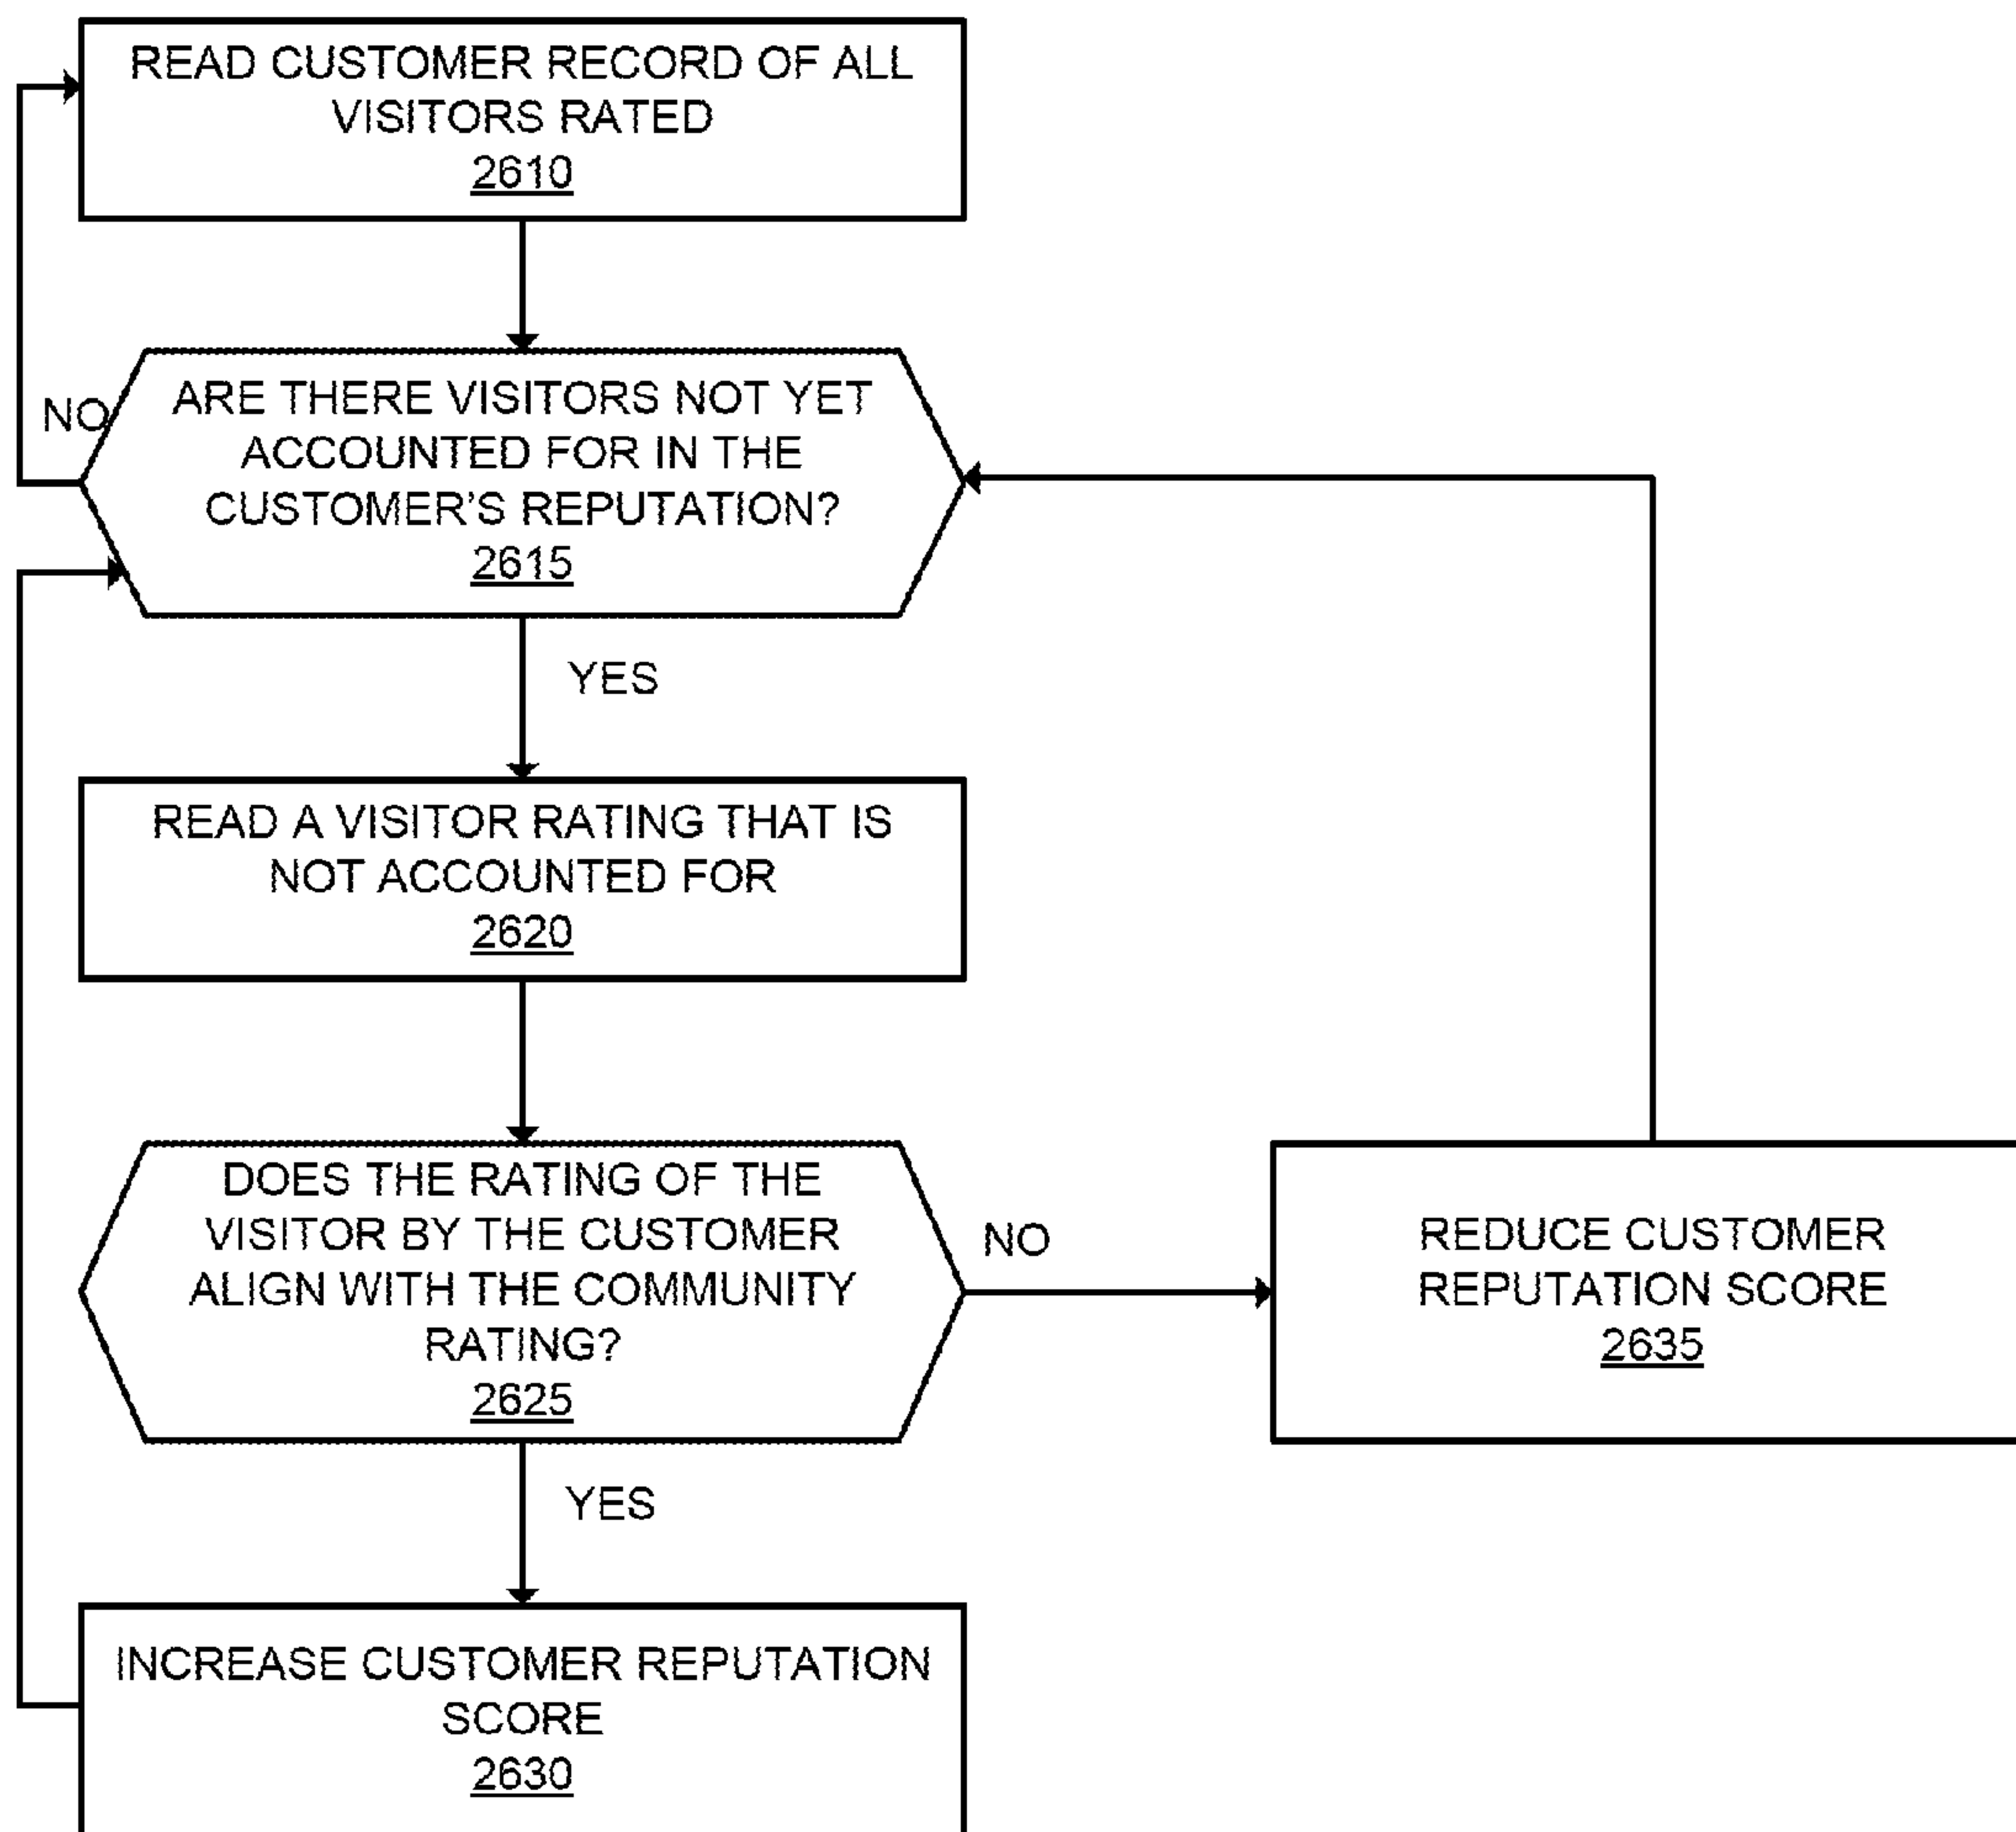 READ CUSTOMER RECORD OF ALL
VISITORS RATED
2610
NO
ARE THERE VISITORS NOT YET
ACCOUNTED FOR IN THE
CUSTOMER'S REPUTATION?
2615
YES
READ A VISITOR RATING THAT IS
NOT ACCOUNTED FOR
2620
DOES THE RATING OF THE
VISITOR BY THE CUSTOMER
ALIGN WITH THE COMMUNITY
RATING?
2625
NO
REDUCE CUSTOMER
REPUTATION SCORE
2635
YES
INCREASE CUSTOMER REPUTATION
SCORE
2630